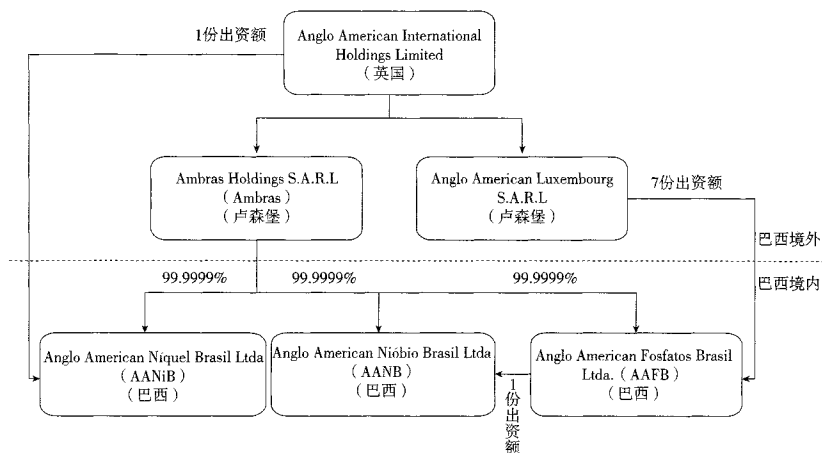 1份出资额
Anglo American International
Holdings Limited
（英国）
Ambras Holdings S.A.R.L
（Ambras）
（卢森堡）
Anglo American Luxembourg
S.A.R.L
（卢森堡）
7份出资额
巴西境外
巴西境内
99.9999%
99.9999%
99.9999%
Anglo American Níquel Brasil Ltda
（AANiB）
（巴西）
Anglo American Nióbio Brasil Ltda
（AANB）
（巴西）
1份出资额
Anglo American Fosfatos Brasil
Ltda.（AAFB）
（巴西）